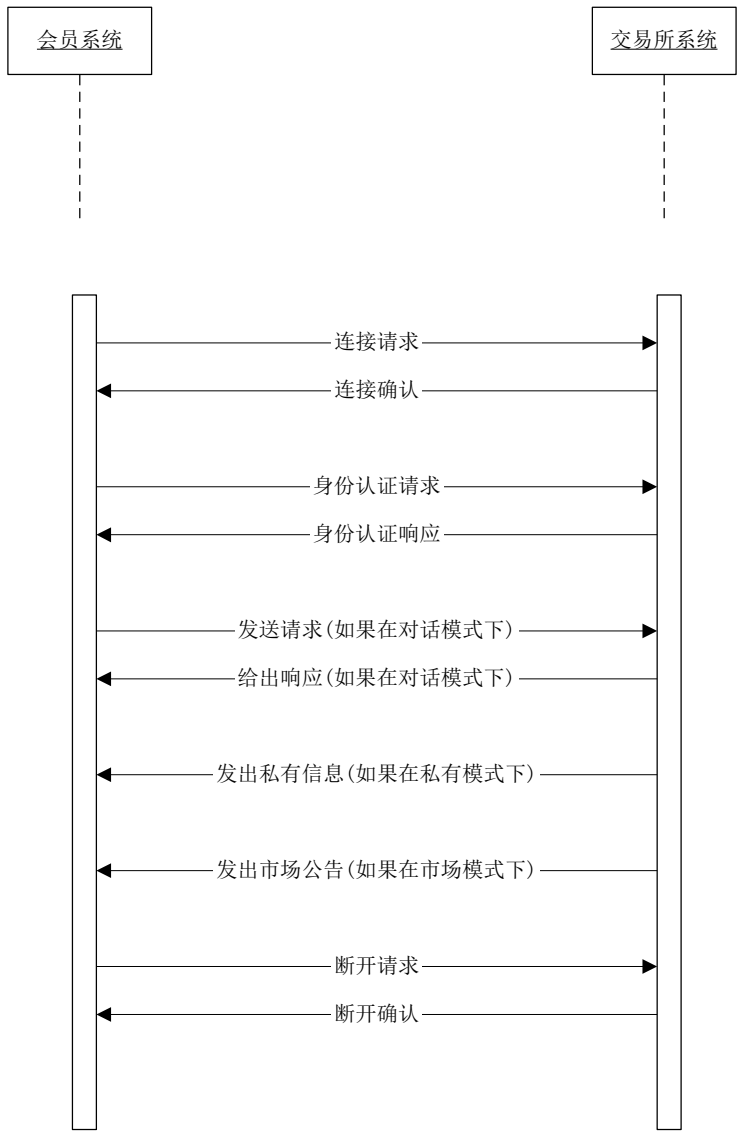 会员系统
交易所系统
连接请求
连接确认
身份认证请求
身份认证响应
发送请求(如果在对话模式下)
给出响应(如果在对话模式下)
发出私有信息(如果在私有模式下)
发出市场公告(如果在市场模式下)
断开请求
断开确认